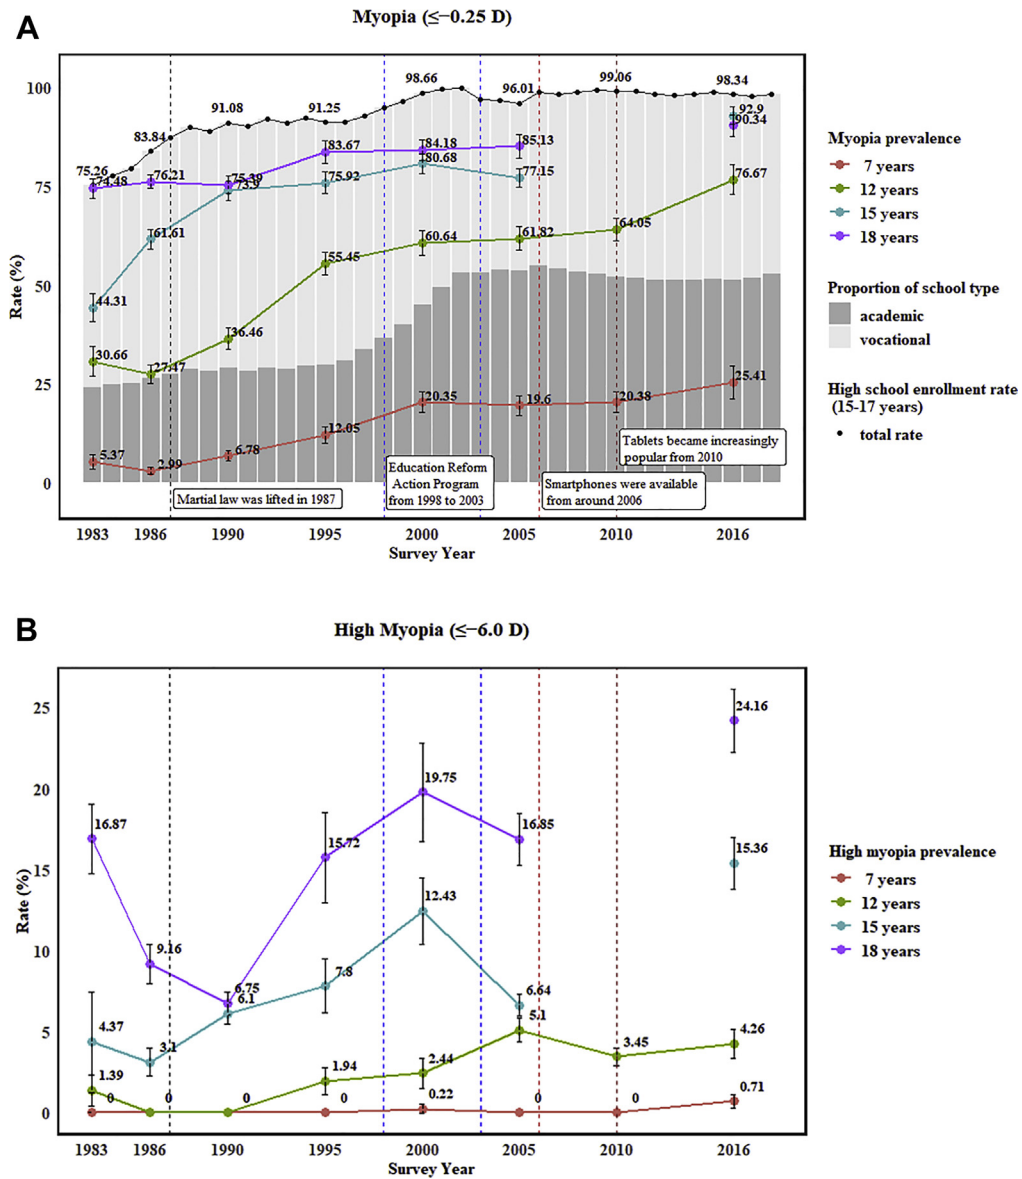 A
Myopia (≤−0.25 D)
100
75
50
25
0
Rate (%)
75.26
83.84
91.08
91.25
98.66
96.01
99.06
98.34
74.48
76.21
75.39
83.67
84.18
85.13
90.34
44.31
61.61
73.9
75.92
80.68
77.15
92.9
30.66
27.47
36.46
55.45
60.64
61.82
64.05
76.67
5.37
2.99
6.78
12.05
20.35
19.6
20.38
25.41
Martial law was lifted in 1987
Education Reform
Action Program
from 1998 to 2003
Smartphones were available
from around 2006
Tablets became increasingly
popular from 2010
1983 1986 1990 1995 2000 2005 2010 2016
Survey Year
Myopia prevalence
7 years
12 years
15 years
18 years
Proportion of school type
academic
vocational
High school enrollment rate
(15-17 years)
total rate
B
High Myopia (≤−6.0 D)
25
20
15
10
5
0
Rate (%)
16.87
9.16
6.75
15.72
19.75
16.85
24.16
4.37
3.1
6.1
7.8
12.43
6.64
15.36
1.39
1.94
2.44
5.1
3.45
4.26
0
0
0
0
0.22
0
0
0.71
1983 1986 1990 1995 2000 2005 2010 2016
Survey Year
High myopia prevalence
7 years
12 years
15 years
18 years